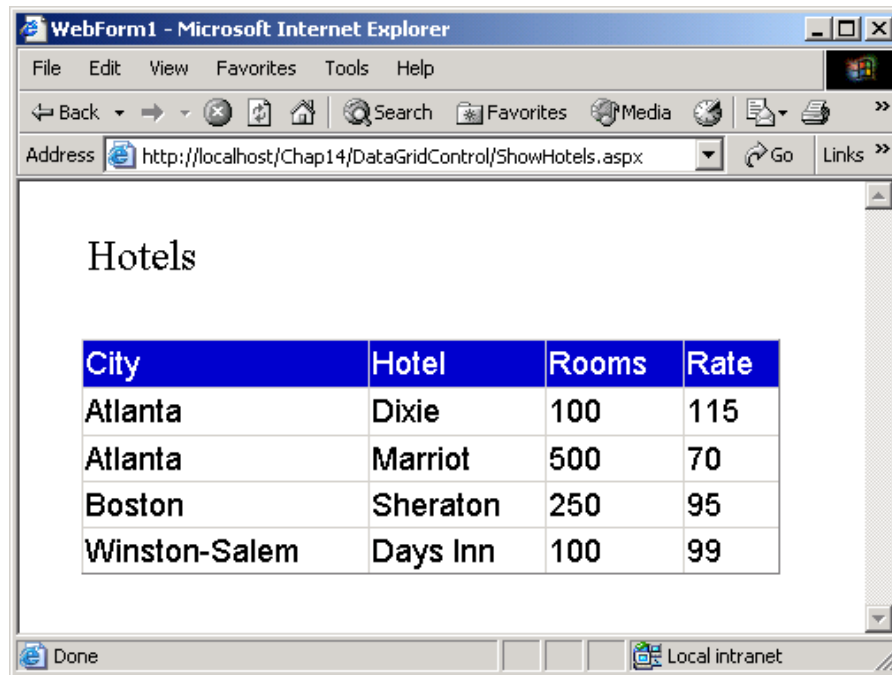 WebForm1 - Microsoft Internet Explorer
File Edit View Favorites Tools Help
Back Search Favorites Media »
Address http://localhost/Chap14/DataGridControl/ShowHotels.aspx Go Links »
Hotels
City Hotel Rooms Rate
Atlanta Dixie 100 115
Atlanta Marriot 500 70
Boston Sheraton 250 95
Winston-Salem Days Inn 100 99
Done Local intranet